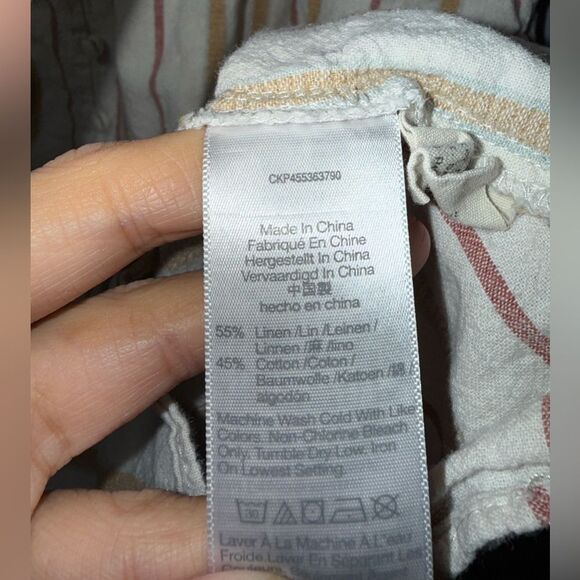 CKP455363790
Made In China
Fabriqué En Chine
Hergestellt In China
Vervaardigd In China
中国製
hecho en china
55% Linen /Lin /Leinen /
Linnen /麻 /lino
45% Cotton /Coton /
Baumwolle /Katoen /綿 /
algodón
Machine Wash Cold With Like
Colors. Non-Chlorine Bleach
Only. Tumble Dry Low. Iron
On Lowest Setting.
30
Laver À La Machine À L'eau
Froide. Laver En Séparant Les